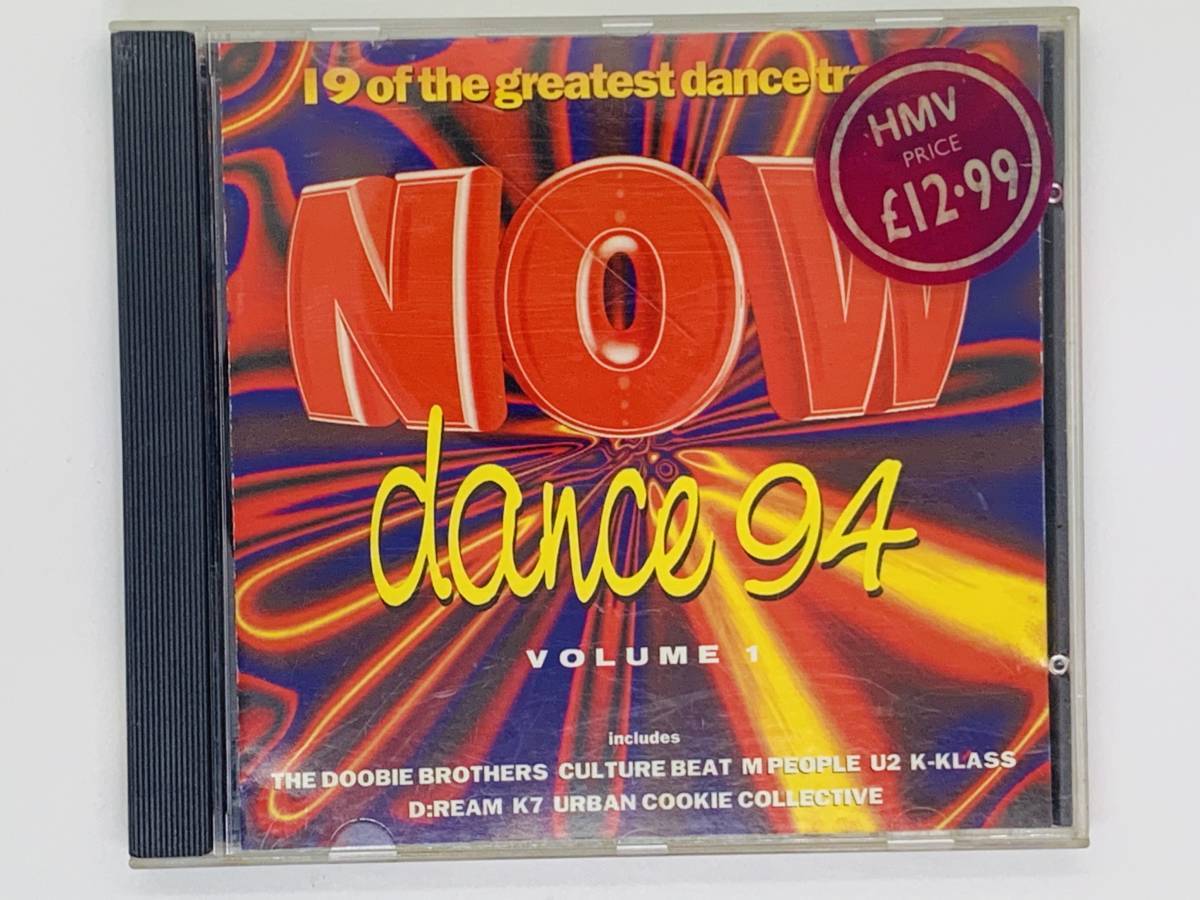 19 of the greatest dance
HMV
PRICE
£12.99
NOW
dance 94
VOLUME 1
includes
THE DOOBIE BROTHERS CULTURE BEAT M PEOPLE U2 K-KLASS
D:REAM K7 URBAN COOKIE COLLECTIVE